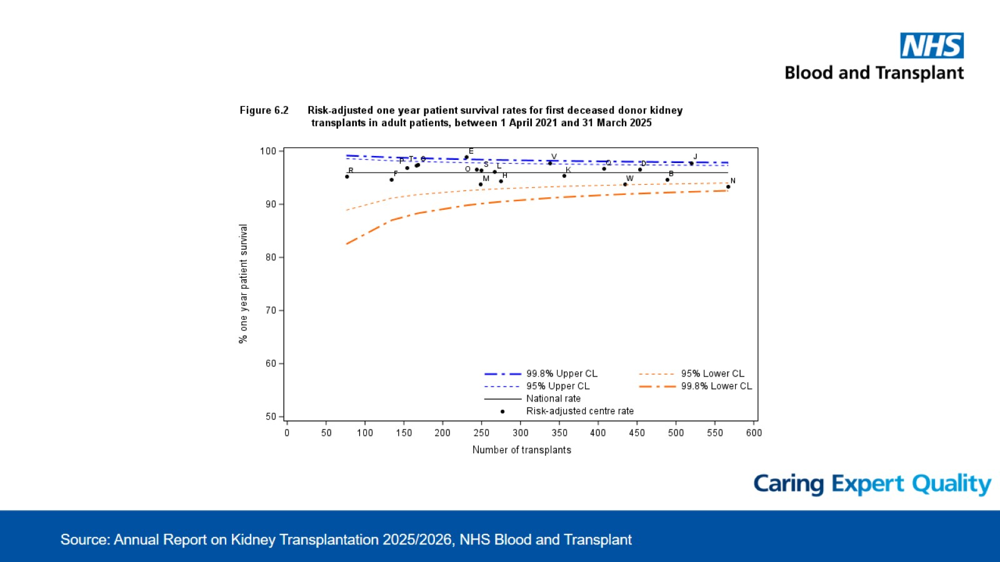 NHS
Blood and Transplant
Figure 6.2 Risk-adjusted one year patient survival rates for first deceased donor kidney
transplants in adult patients, between 1 April 2021 and 31 March 2025
% one year patient survival
100
90
80
70
60
50
R
F
P
T
E
O
S
M
L
H
V
K
Q
W
D
B
J
N
99.8% Upper CL
95% Upper CL
National rate
Risk-adjusted centre rate
95% Lower CL
99.8% Lower CL
0 50 100 150 200 250 300 350 400 450 500 550 600
Number of transplants
Caring Expert Quality
Source: Annual Report on Kidney Transplantation 2025/2026, NHS Blood and Transplant